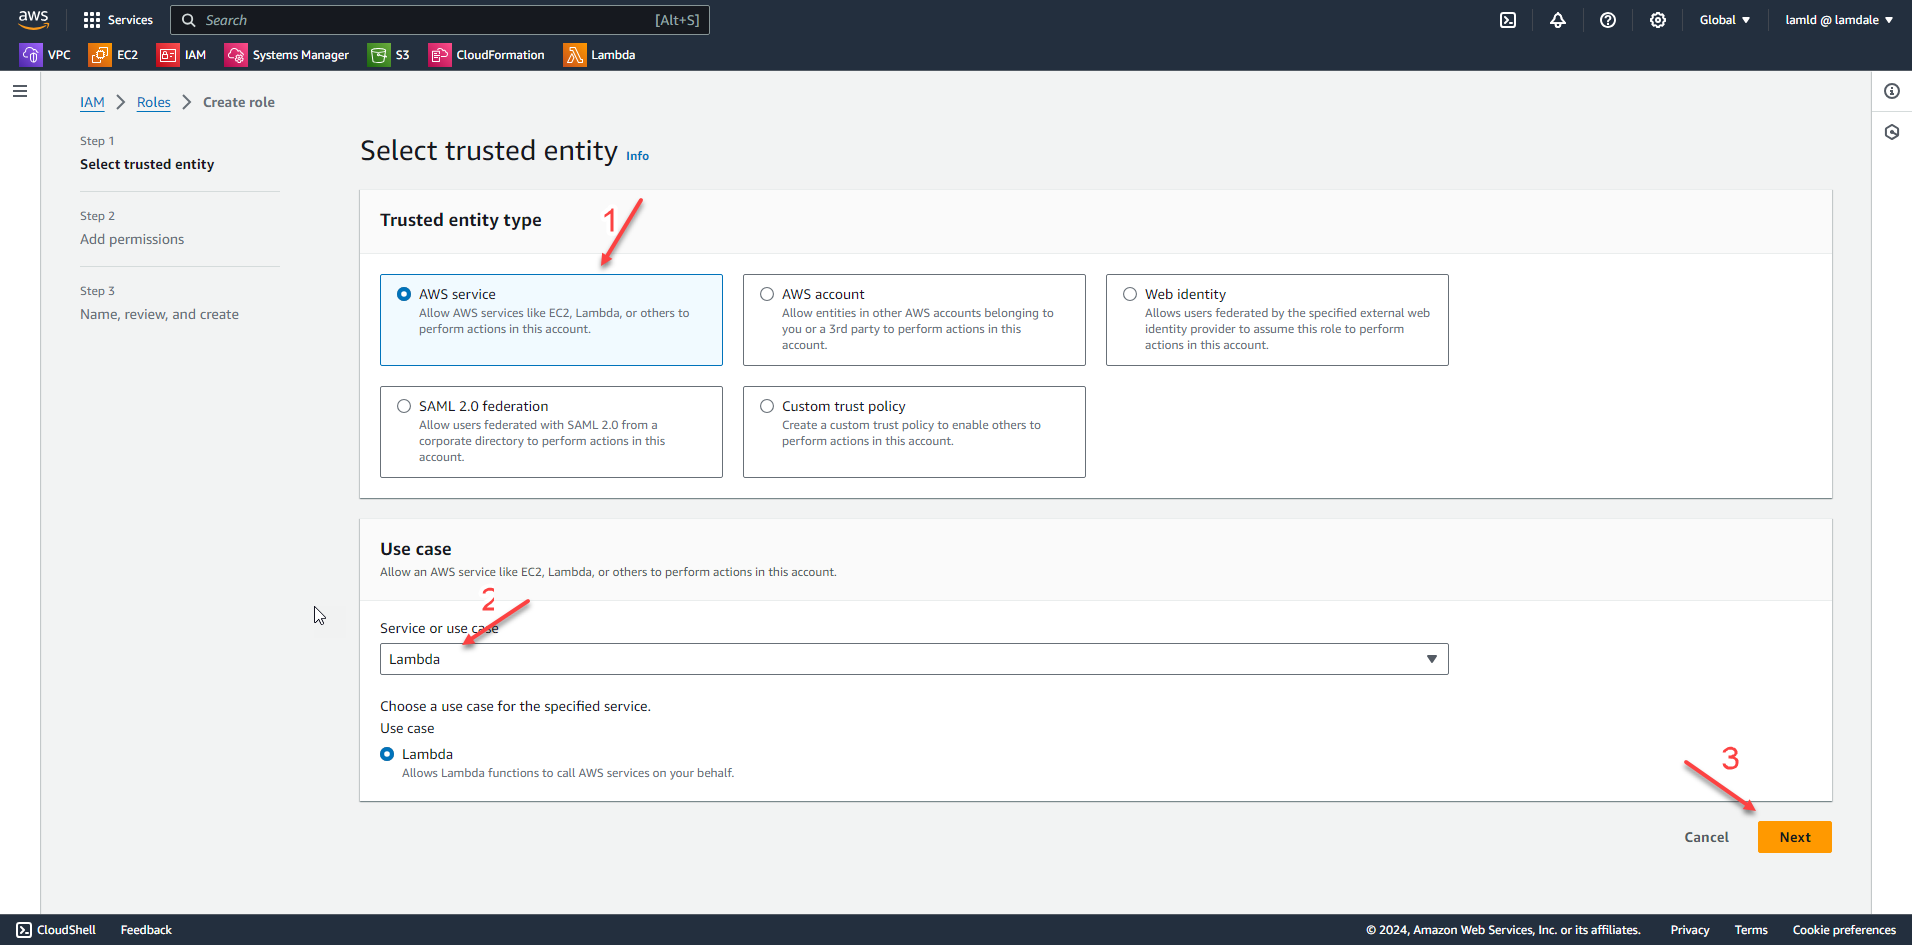 aws
Services
Search
[Alt+S]
Global
lamld @ lamdale
VPC
EC2
IAM
Systems Manager
S3
CloudFormation
Lambda
IAM
Roles
Create role
Step 1
Select trusted entity
Step 2
Add permissions
Step 3
Name, review, and create
Select trusted entity
Info
Trusted entity type
1
AWS service
Allow AWS services like EC2, Lambda, or others to
perform actions in this account.
AWS account
Allow entities in other AWS accounts belonging to
you or a 3rd party to perform actions in this
account.
Web identity
Allows users federated by the specified external web
identity provider to assume this role to perform
actions in this account.
SAML 2.0 federation
Allow users federated with SAML 2.0 from a
corporate directory to perform actions in this
account.
Custom trust policy
Create a custom trust policy to enable others to
perform actions in this account.
Use case
Allow an AWS service like EC2, Lambda, or others to perform actions in this account.
2
Service or use case
Lambda
Choose a use case for the specified service.
Use case
Lambda
Allows Lambda functions to call AWS services on your behalf.
3
Cancel
Next
CloudShell
Feedback
© 2024, Amazon Web Services, Inc. or its affiliates.
Privacy
Terms
Cookie preferences